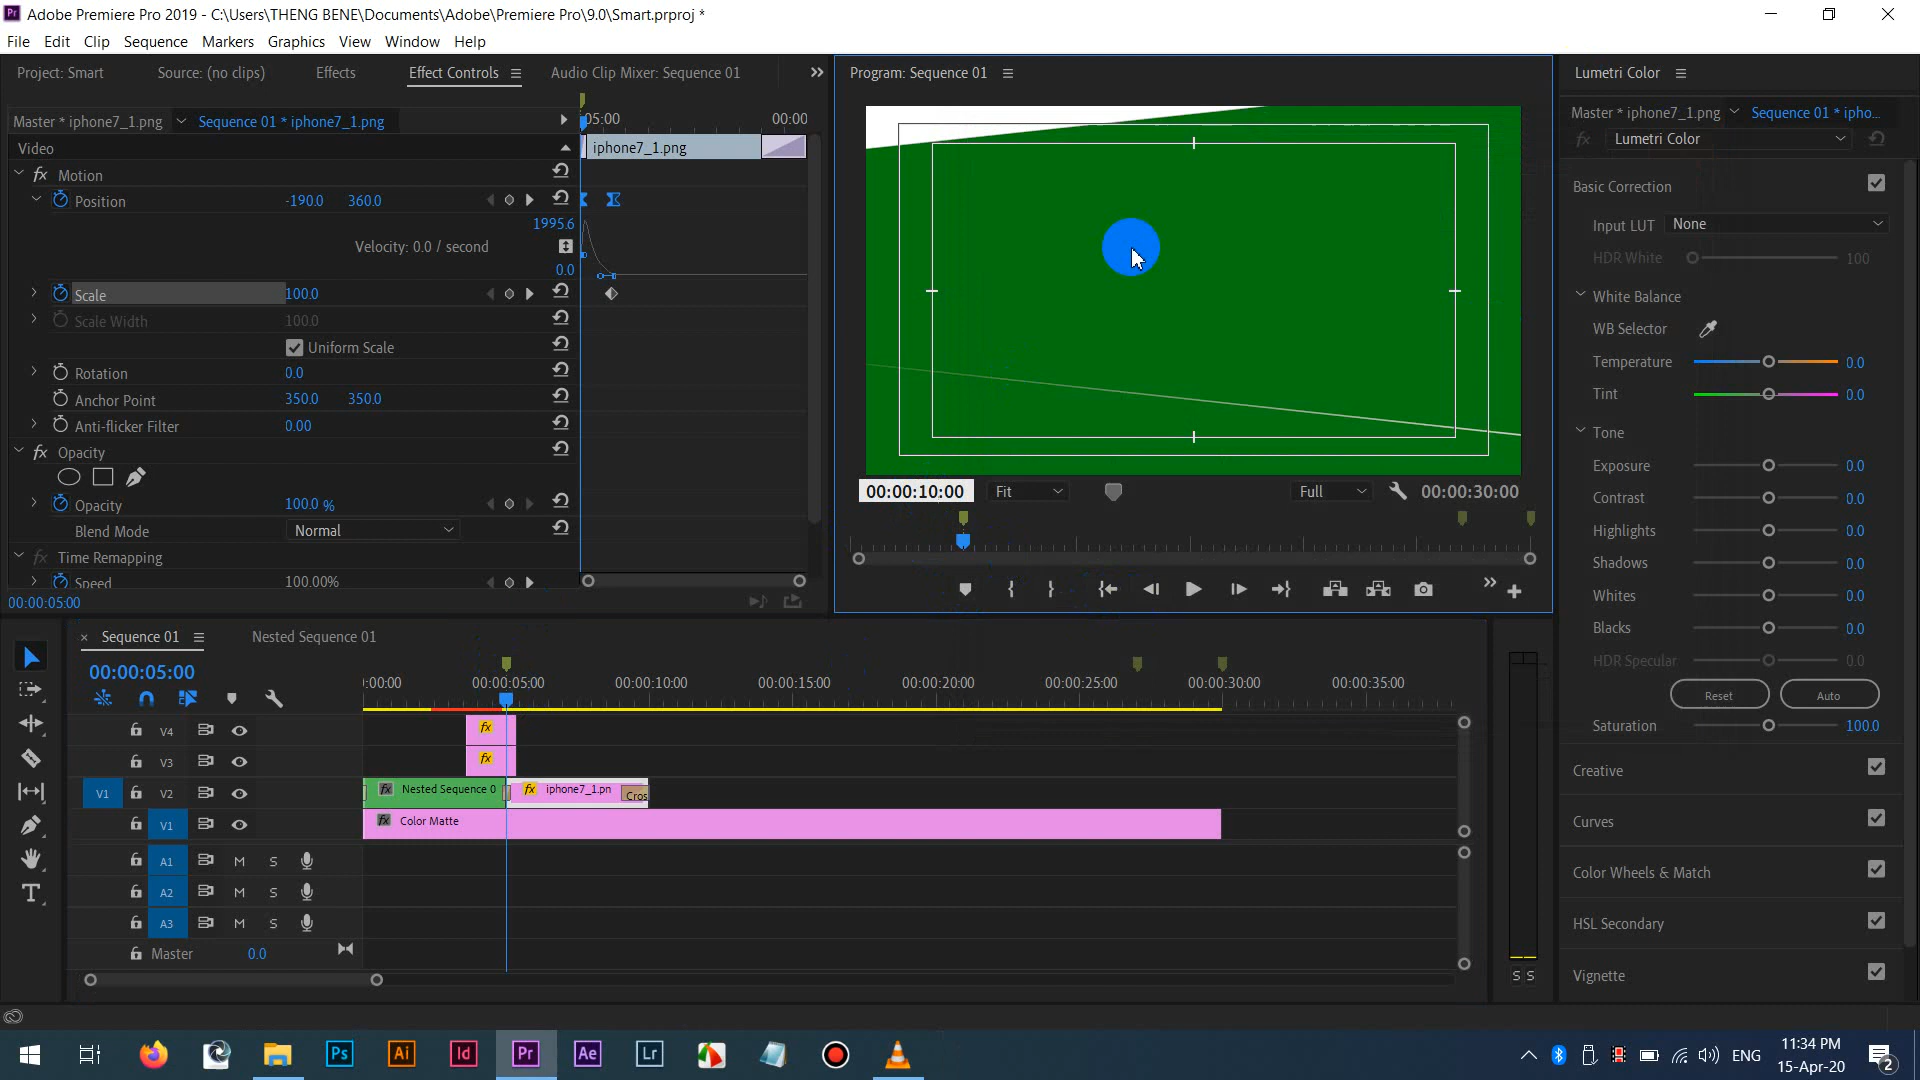 Adobe Premiere Pro 2019 - C:\Users\THENG BENE\Documents\Adobe\Premiere Pro\9.0\Smart.prproj *
File Edit Clip Sequence Markers Graphics View Window Help
Project: Smart Source: (no clips) Effects Effect Controls Audio Clip Mixer: Sequence 01
Master * iphone7_1.png Sequence 01 * iphone7_1.png
05:00 00:00
Video
iphone7_1.png
fx Motion
Position -190.0 360.0
1995.6
Velocity: 0.0 / second
0.0
Scale 100.0
Scale Width 100.0
Uniform Scale
Rotation 0.0
Anchor Point 350.0 350.0
Anti-flicker Filter 0.00
fx Opacity
Opacity 100.0 %
Blend Mode Normal
fx Time Remapping
Speed 100.00%
00:00:05:00
Program: Sequence 01
00:00:10:00 Fit Full 00:00:30:00
Lumetri Color
Master * iphone7_1.png Sequence 01 * ipho...
fx Lumetri Color
Basic Correction
Input LUT None
HDR White 100
White Balance
WB Selector
Temperature 0.0
Tint 0.0
Tone
Exposure 0.0
Contrast 0.0
Highlights 0.0
Shadows 0.0
Whites 0.0
Blacks 0.0
HDR Specular 0.0
Reset Auto
Saturation 100.0
Creative
Curves
Color Wheels & Match
HSL Secondary
Vignette
× Sequence 01 Nested Sequence 01
00:00:05:00
:00:00 00:00:05:00 00:00:10:00 00:00:15:00 00:00:20:00 00:00:25:00 00:00:30:00 00:00:35:00
V4 fx
V3 fx
V1 V2 fx Nested Sequence 0 fx iphone7_1.pn Cros
V1 fx Color Matte
A1 M S
A2 M S
A3 M S
Master 0.0
S S
Ps Ai Id Pr Ae Lr
ENG
11:34 PM
15-Apr-20
2